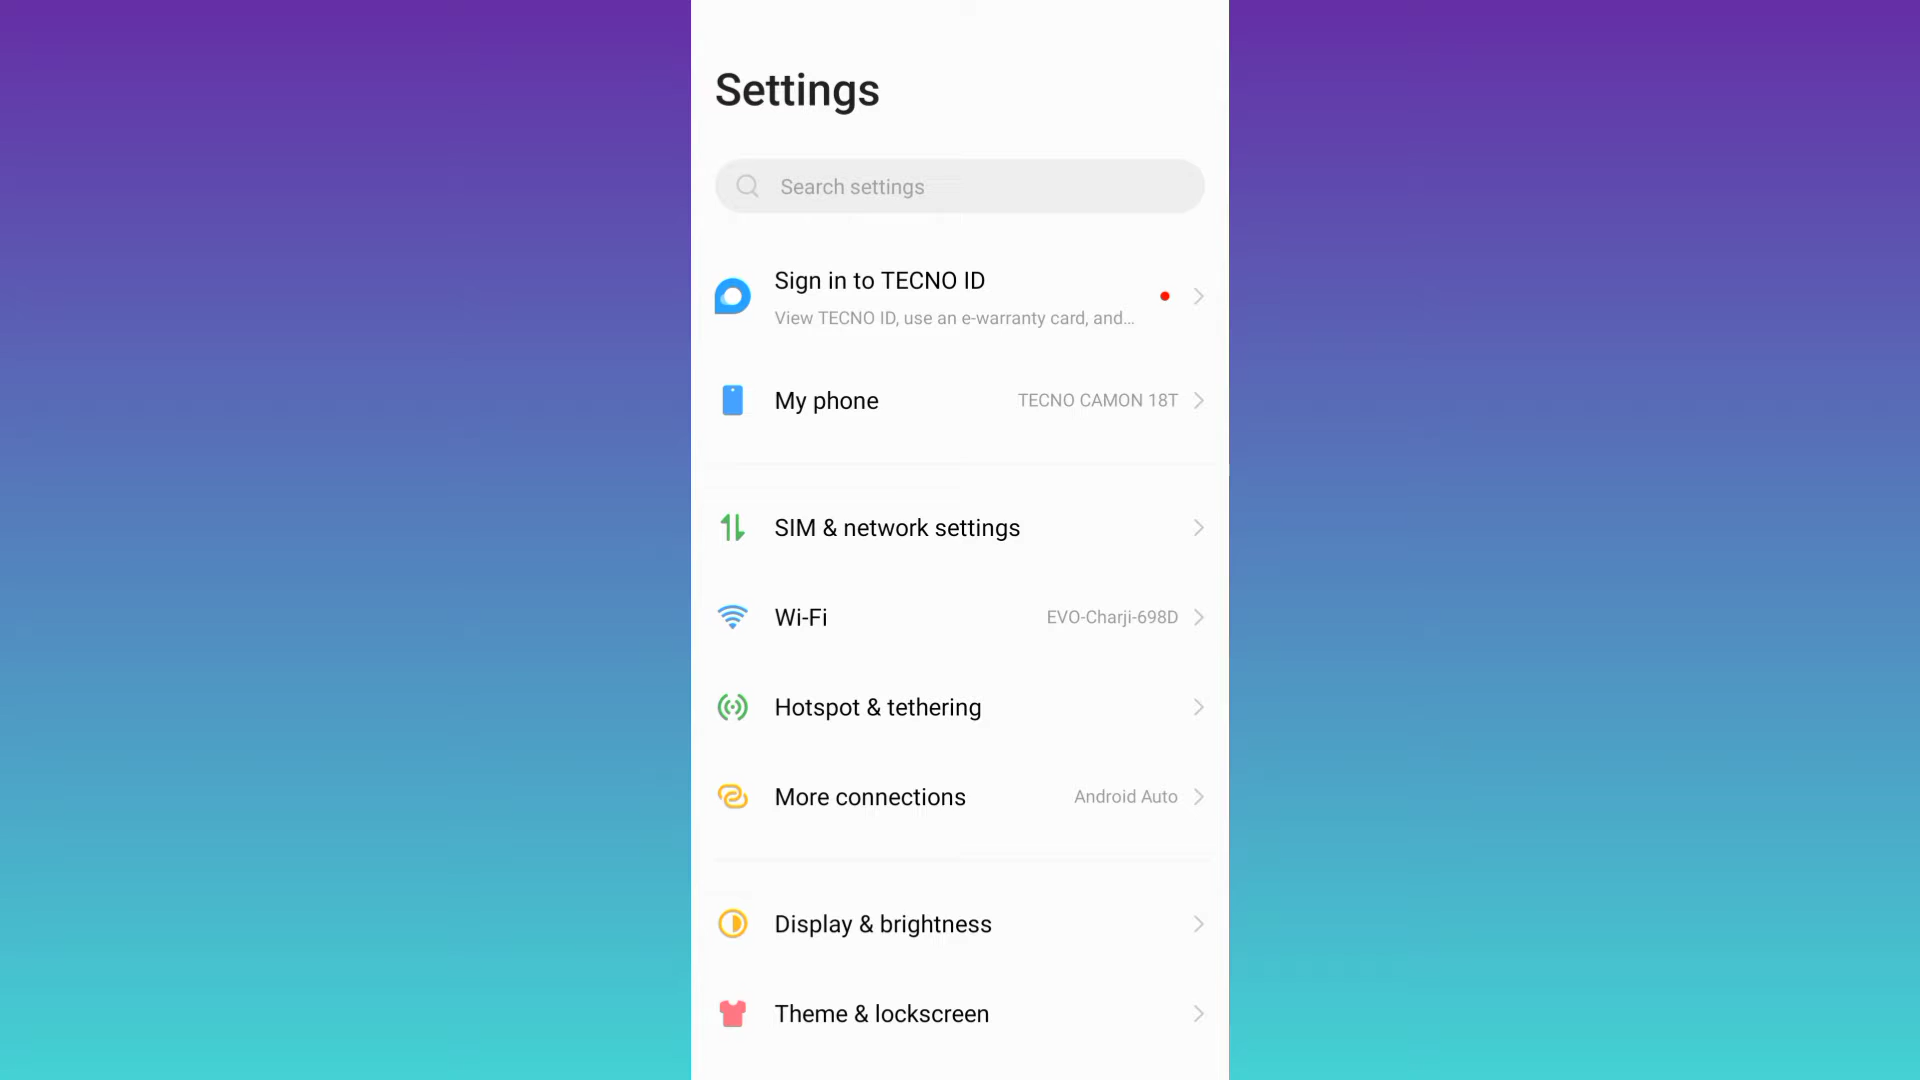 Settings
Search settings
Sign in to TECNO ID
View TECNO ID, use an e-warranty card, and...
My phone TECNO CAMON 18T
SIM & network settings
Wi-Fi EVO-Charji-698D
Hotspot & tethering
More connections Android Auto
Display & brightness
Theme & lockscreen